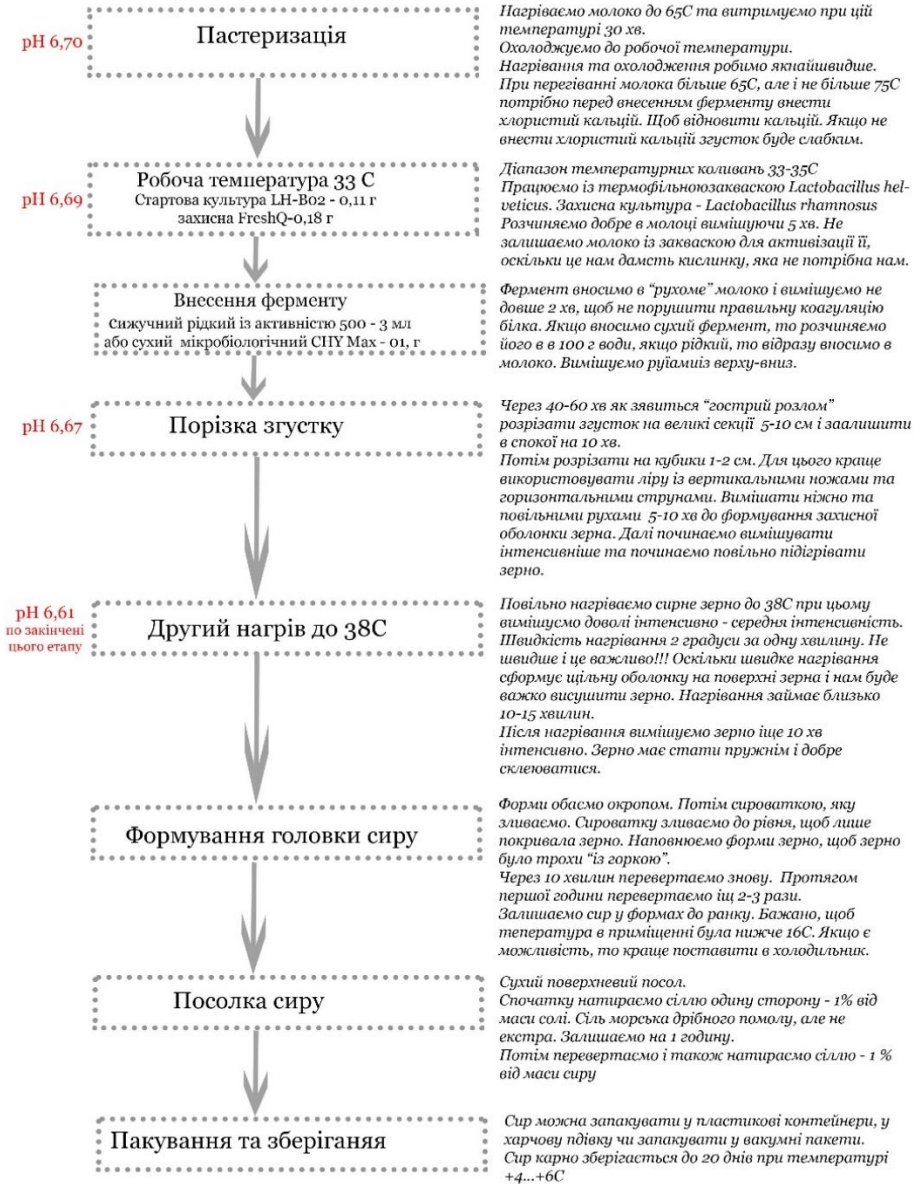 pH 6,70
Пастеризація
Нагріваємо молоко до 65С та витримуємо при цій
температурі 30 хв.
Охолоджуємо до робочої температури.
Нагрівання та охолодження робимо якнайшвидше.
При перегіванні молока більше 65С, але і не більше 75С
потрібно перед внесенням ферменту внести
хлористий кальцій. Щоб відновити кальцій. Якщо не
внести хлористий кальцій згусток буде слабким.
pH 6,69
Робоча температура 33 С
Стартова культура LH-B02 - 0,11 г
захисна FreshQ-0,18 г
Діапазон температурних коливань 33-35С
Працюємо із термофільноюзакваскою Lactobacillus hel-
veticus. Захисна культура - Lactobacillus rhamnosus
Розчиняємо добре в молоці вимішуючи 5 хв. Не
залишаємо молоко із закваскою для активізації її,
оскільки це нам дамсть кислинку, яка не потрібна нам.
Внесення ферменту
Сижучний рідкий із активністю 500 - 3 мл
або сухий мікробіологічний CHY Max - 01, г
Фермент вносимо в “рухоме” молоко і вимішуємо не
довше 2 хв, щоб не порушити правильну коагуляцію
білка. Якщо вносимо сухий фермент, то розчиняємо
його в в 100 г води, якщо рідкий, то відразу вносимо в
молоко. Вимішуємо руїамиіз верху-вниз.
pH 6,67
Порізка згустку
Через 40-60 хв як зявиться “гострий розлом”
розрізати згусток на великі секції 5-10 см і заалишити
в спокої на 10 хв.
Потім розрізати на кубики 1-2 см. Для цього краще
використовувати ліру із вертикальними ножами та
горизонтальними струнами. Вимішати ніжно та
повільними рухами 5-10 хв до формування захисної
оболонки зерна. Далі починаємо вимішувати
інтенсивніше та починаємо повільно підігрівати
зерно.
pH 6,61
по закінчені
цього етапу
Другий нагрів до 38С
Повільно нагріваємо сирне зерно до 38С при цьому
вимішуємо доволі інтенсивно - середня інтенсивність.
Швидкість нагрівання 2 градуси за одну хвилину. Не
швидше і це важливо!!! Оскільки швидке нагрівання
сформує щільну оболонку на поверхні зерна і нам буде
важко висушити зерно. Нагрівання займає близько
10-15 хвилин.
Після нагрівання вимішуємо зерно іще 10 хв
інтенсивно. Зерно має стати пружнім і добре
склеюватися.
Формування головки сиру
Форми обаємо окропом. Потім сироваткою, яку
зливаємо. Сироватку зливаємо до рівня, щоб лише
покривала зерно. Наповнюємо форми зерно, щоб зерно
було трохи “із горкою”.
Через 10 хвилин перевертаємо знову. Протягом
першої години перевертаємо іщ 2-3 рази.
Залишаємо сир у формах до ранку. Бажано, щоб
тепература в приміщенні була нижче 16С. Якщо є
можливість, то краще поставити в холодильник.
Посолка сиру
Сухий поверхневий посол.
Спочатку натираємо сіллю одину сторону - 1% від
маси солі. Сіль морська дрібного помолу, але не
екстра. Залишаємо на 1 годину.
Потім перевертаємо і також натираємо сіллю - 1 %
від маси сиру
Пакування та зберіганяя
Сир можна запакувати у пластикові контейнери, у
харчову пдівку чи запакувати у вакумні пакети.
Сир карно зберігається до 20 днів при температурі
+4...+6С